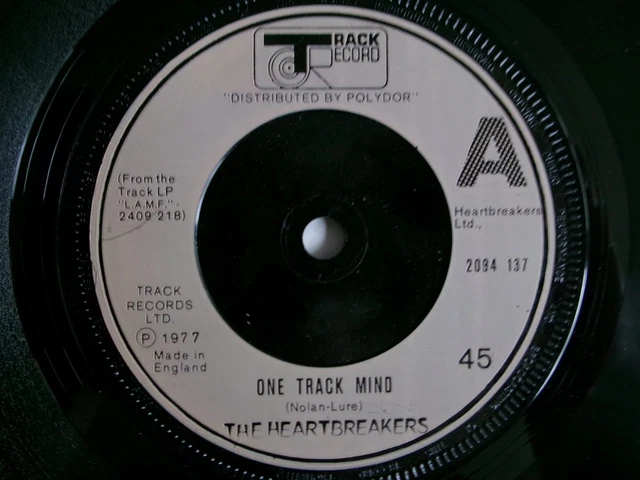 TRACK
RECORD
"DISTRIBUTED BY POLYDOR"
A
(From the
Track LP
"L.A.M.F." -
2409 218)
Heartbreakers
Ltd.,
2094 137
TRACK
RECORDS
LTD.
Ⓟ 1977
Made in
England
45
ONE TRACK MIND
(Nolan-Lure)
THE HEARTBREAKERS